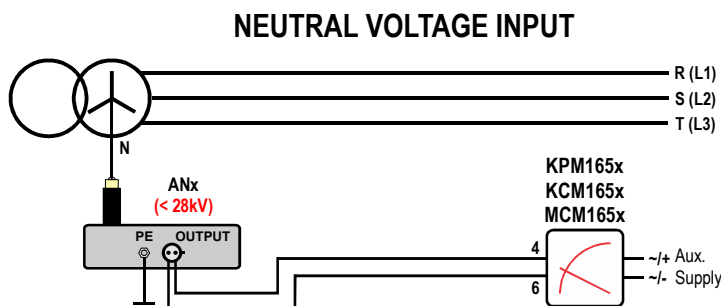 NEUTRAL VOLTAGE INPUT
R (L1)
S (L2)
T (L3)
N
ANx
(< 28kV)
PE OUTPUT
KPM165x
KCM165x
MCM165x
4
6
~/+ Aux.
~/- Supply